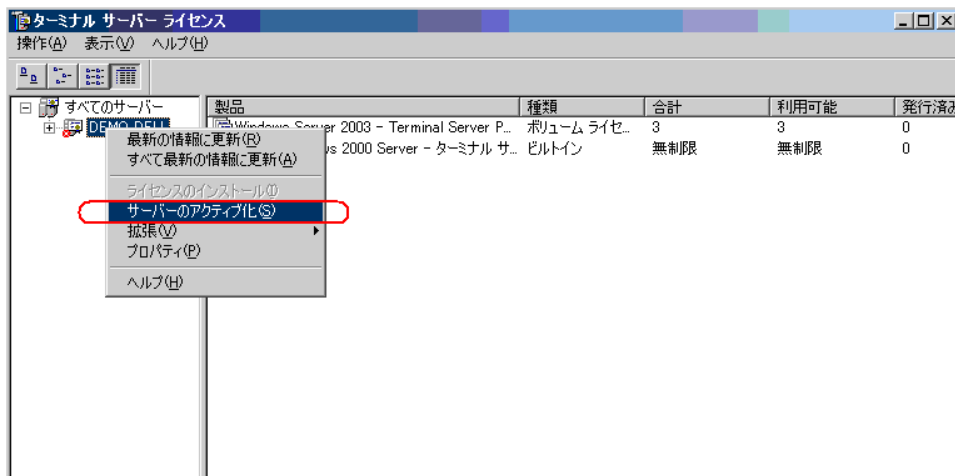 ターミナル サーバー ライセンス
操作(A) 表示(V) ヘルプ(H)
すべてのサーバー
製品 種類 合計 利用可能 発行済み
DEMO-DELL
Windows Server 2003 - Terminal Server P... ボリューム ライセ... 3 3 0
s 2000 Server - ターミナル サ... ビルトイン 無制限 無制限 0
最新の情報に更新(R)
すべて最新の情報に更新(A)
ライセンスのインストール(I)
サーバーのアクティブ化(S)
拡張(V)
プロパティ(P)
ヘルプ(H)